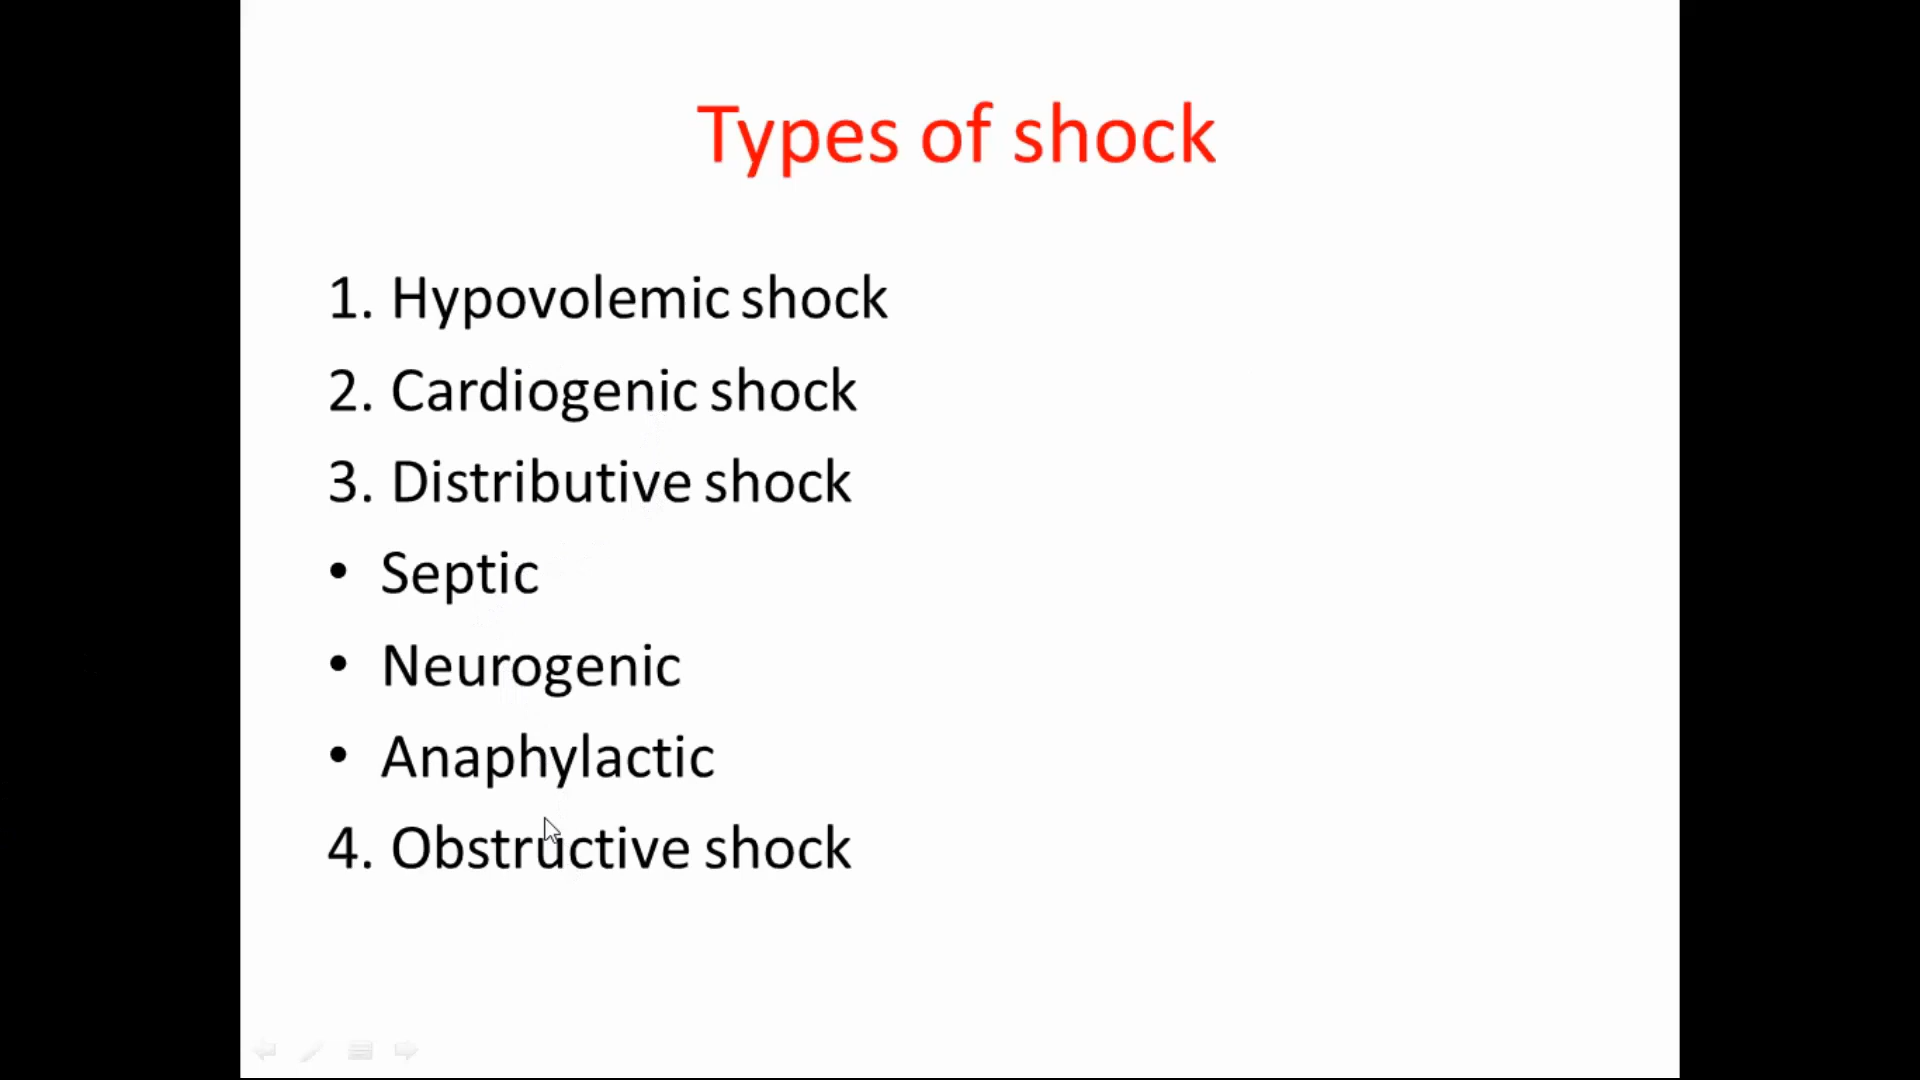 Types of shock
1. Hypovolemic shock
2. Cardiogenic shock
3. Distributive shock
• Septic
• Neurogenic
• Anaphylactic
4. Obstructive shock